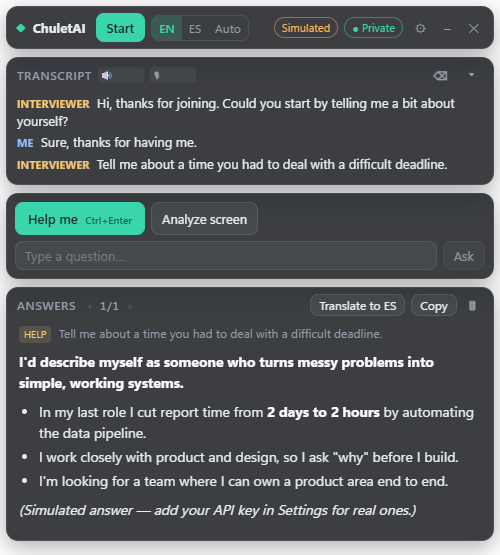 ChuletAI Start EN ES Auto Simulated Private
TRANSCRIPT
INTERVIEWER Hi, thanks for joining. Could you start by telling me a bit about
yourself?
ME Sure, thanks for having me.
INTERVIEWER Tell me about a time you had to deal with a difficult deadline.
Help me Ctrl+Enter Analyze screen
Type a question... Ask
ANSWERS 1/1 Translate to ES Copy
HELP Tell me about a time you had to deal with a difficult deadline.
I'd describe myself as someone who turns messy problems into
simple, working systems.
• In my last role I cut report time from 2 days to 2 hours by automating
the data pipeline.
• I work closely with product and design, so I ask "why" before I build.
• I'm looking for a team where I can own a product area end to end.
(Simulated answer — add your API key in Settings for real ones.)